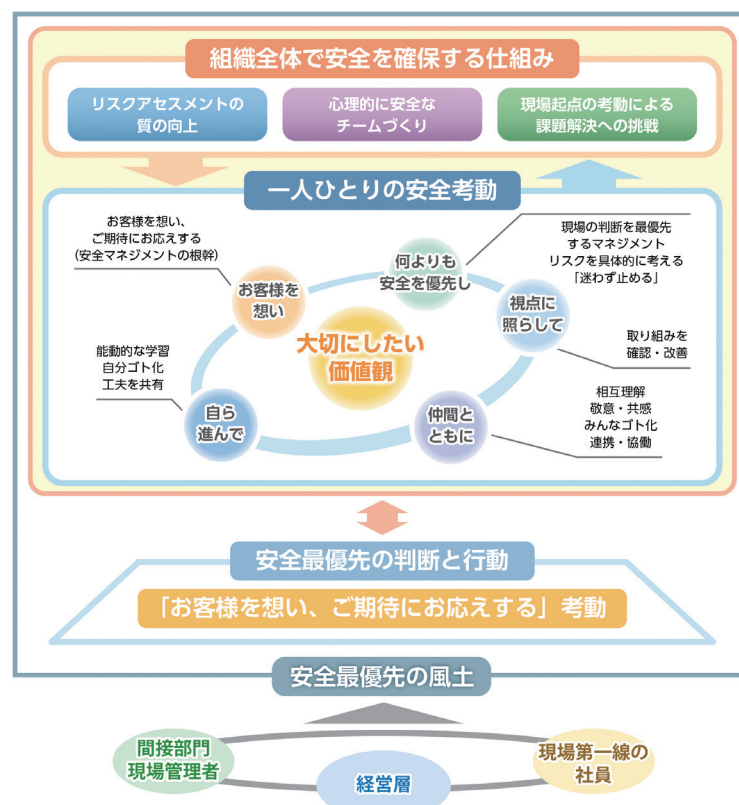 組織全体で安全を確保する仕組み
リスクアセスメントの
質の向上
心理的に安全な
チームづくり
現場起点の考動による
課題解決への挑戦
一人ひとりの安全考動
お客様を想い、
ご期待にお応えする
(安全マネジメントの根幹)
お客様を
想い
何よりも
安全を優先し
現場の判断を最優先
するマネジメント
リスクを具体的に考える
「迷わず止める」
視点に
照らして
取り組みを
確認・改善
大切にしたい
価値観
能動的な学習
自分ゴト化
工夫を共有
自ら
進んで
仲間と
ともに
相互理解
敬意・共感
みんなゴト化
連携・協働
安全最優先の判断と行動
「お客様を想い、ご期待にお応えする」考動
安全最優先の風土
間接部門
現場管理者
経営層
現場第一線の
社員